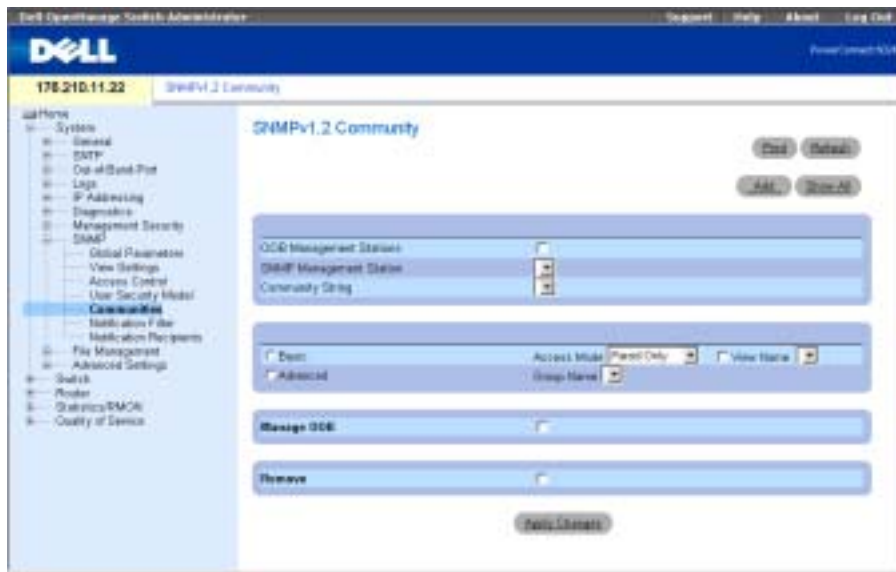 Dell OpenManage Switch Administrator
Support Help About Log Out
DELL
PowerConnect
176.210.11.22
SNMPv1,2 Community
Home
System
General
SNTP
Out-of-Band-Port
Logs
IP Addressing
Diagnostics
Management Security
SNMP
Global Parameters
View Settings
Access Control
User Security Model
Communities
Notification Filter
Notification Recipients
File Management
Advanced Settings
Switch
Router
Statistics/RMON
Quality of Service
SNMPv1,2 Community
Print Refresh
Add Show All
OOB Management Stations
SNMP Management Station
Community String
Basic Access Mode Read Only View Name
Advanced Group Name
Manage OOB
Remove
Apply Changes